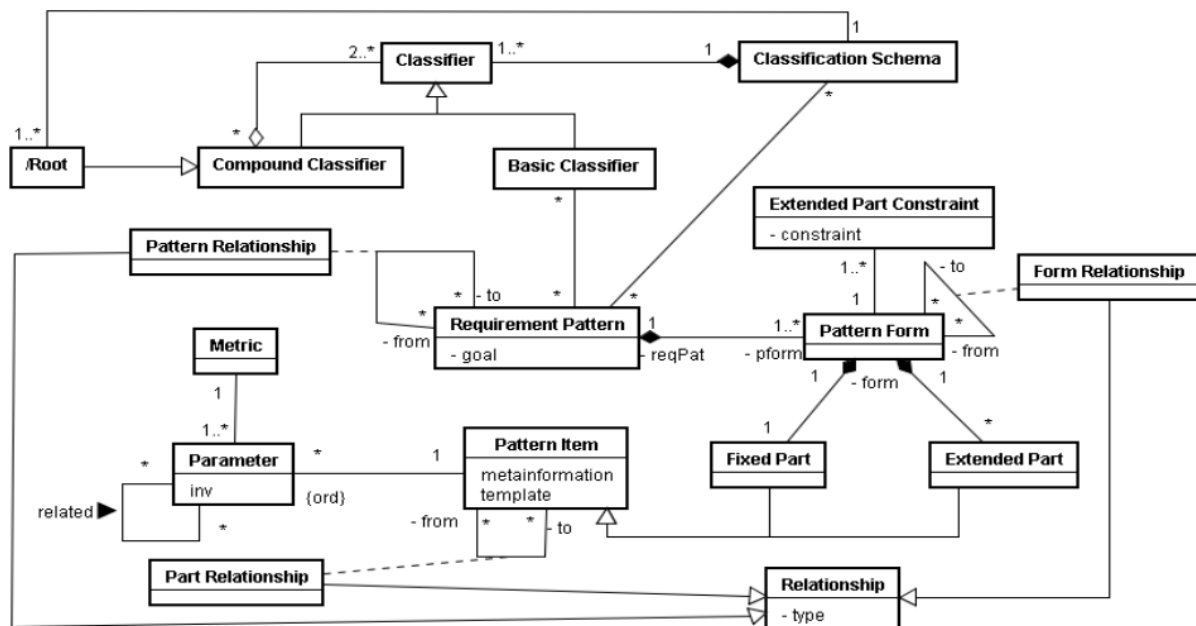 1
2..*
Classifier
1..*
1
Classification Schema
*
*
1..*
/Root
Compound Classifier
Basic Classifier
*
Extended Part Constraint
- constraint
Pattern Relationship
1..*
- to
Form Relationship
*
- to
*
*
1
*
*
Requirement Pattern
1
1..*
Pattern Form
*
- from
- goal
- reqPat
- pform
- from
Metric
1
- form
1
1
1..*
Pattern Item
1
*
*
Parameter
*
1
Fixed Part
Extended Part
inv
{ord}
metainformation
template
related
*
- from
*
*
- to
Part Relationship
Relationship
- type